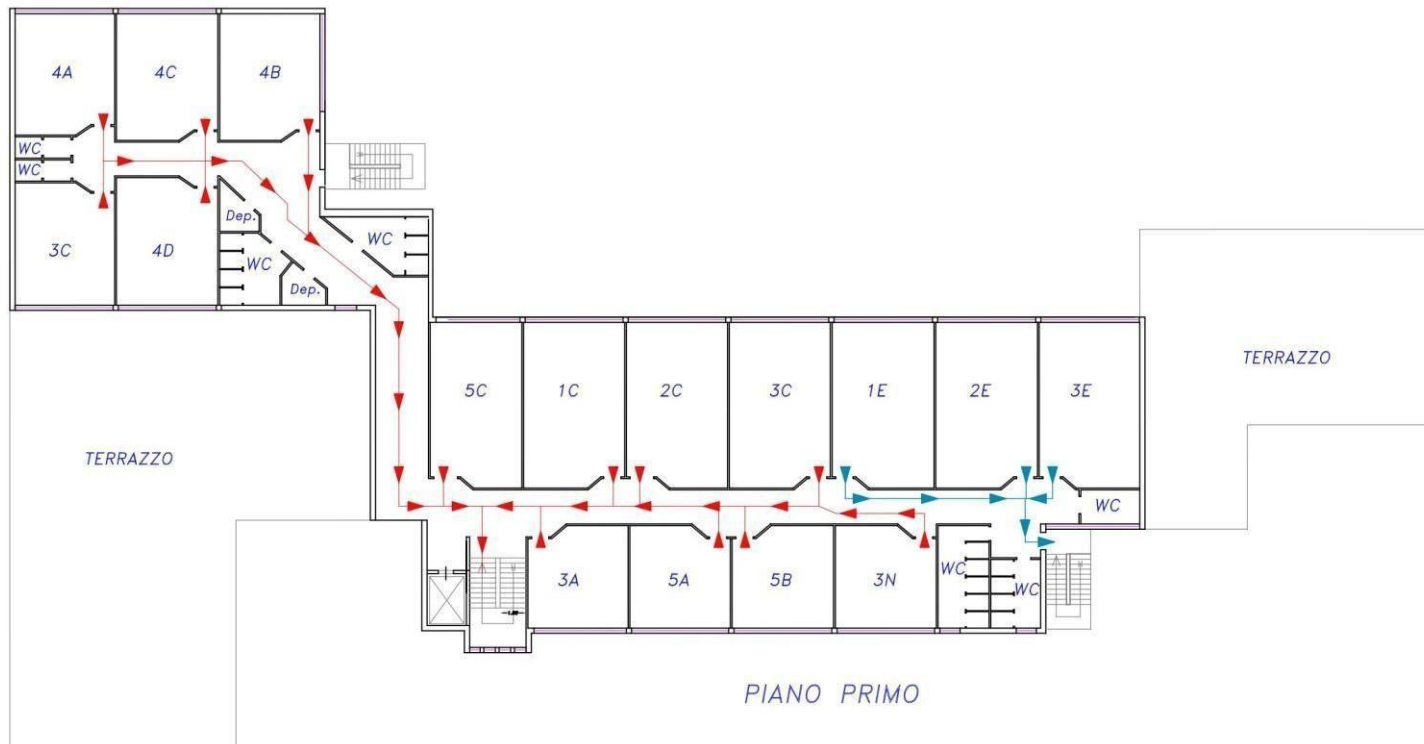 4A 4C 4B
WC
WC
3C 4D Dep. WC
WC Dep.
TERRAZZO
5C 1C 2C 3C 1E 2E 3E
TERRAZZO
WC
3A 5A 5B 3N WC WC
PIANO PRIMO